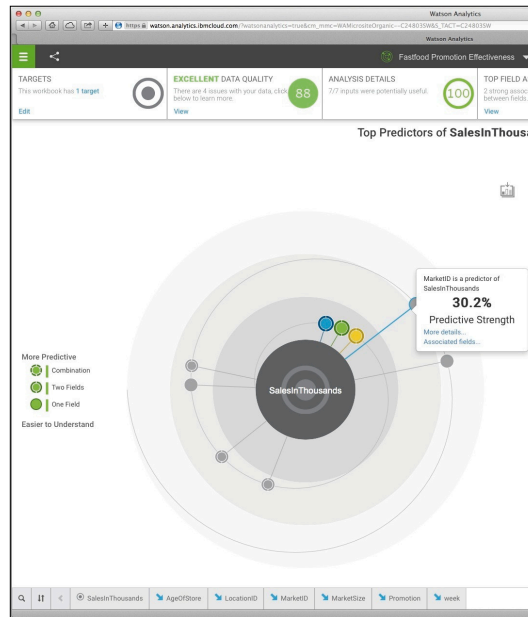 Watson Analytics
https watson.analytics.ibmcloud.com/?watsonanalytics=true&cm_mmc=WAMicrositeOrganic-
Watson Analytics
Fastfood Promotion Effectiveness
TARGETS
This workbook has 1 target
Edit
EXCELLENT DATA QUALITY
There are 4 issues with your data, click
below to learn more.
View
88
ANALYSIS DETAILS
7/7 inputs were potentially useful.
100
TOP FIELD A
2 strong assoc
between fields.
View
Top Predictors of SalesInThousa
MarketID is a predictor of
SalesInThousands
30.2%
Predictive Strength
More details...
Associated fields...
SalesInThousands
More Predictive
Combination
Two Fields
One Field
Easier to Understand
SalesInThousands
AgeOfStore
LocationID
MarketID
MarketSize
Promotion
week